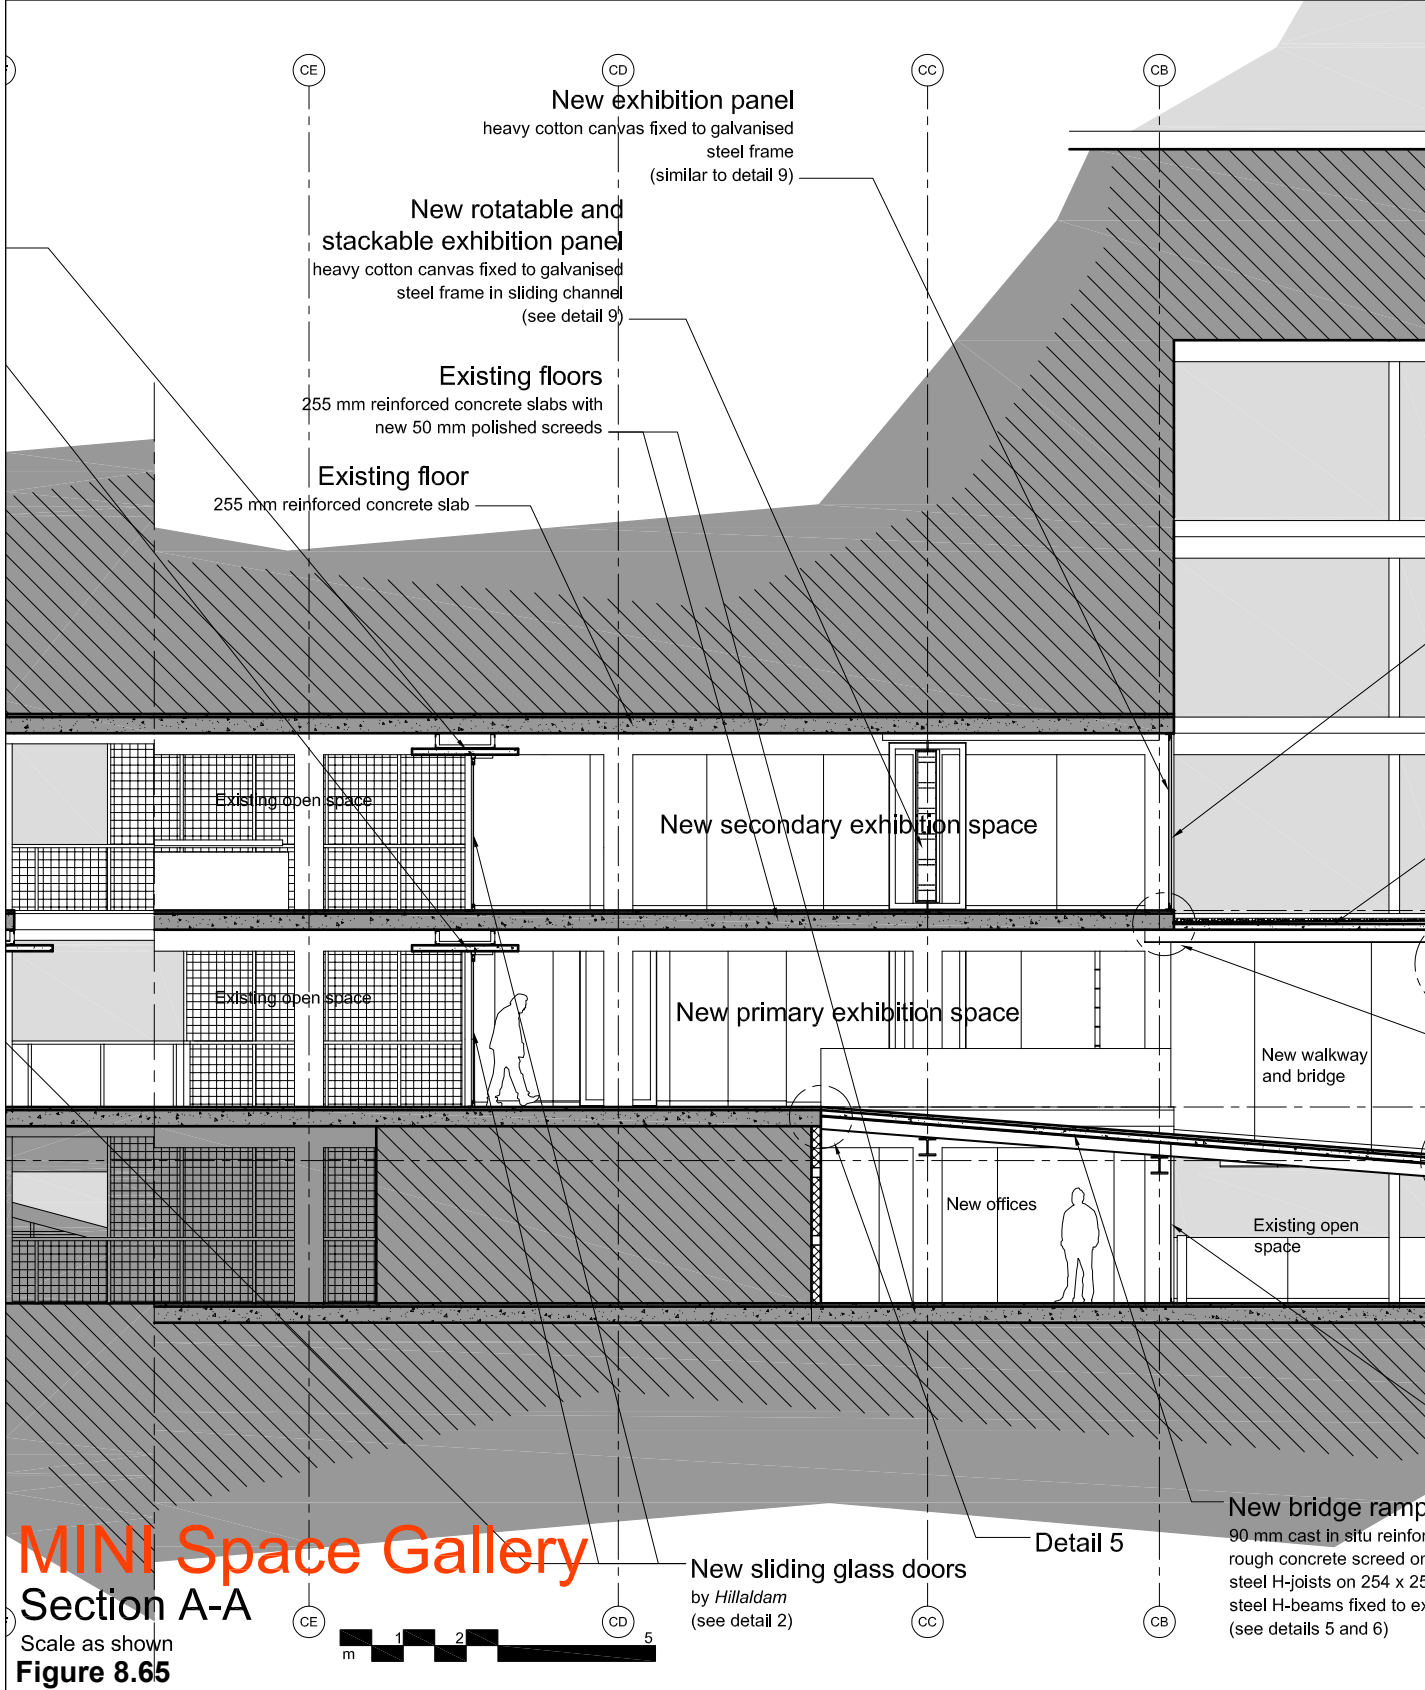 CE
CD
CC
CB
New exhibition panel
heavy cotton canvas fixed to galvanised
steel frame
(similar to detail 9)
New rotatable and
stackable exhibition panel
heavy cotton canvas fixed to galvanised
steel frame in sliding channel
(see detail 9)
Existing floors
255 mm reinforced concrete slabs with
new 50 mm polished screeds
Existing floor
255 mm reinforced concrete slab
Existing open space
New secondary exhibition space
Existing open space
New primary exhibition space
New walkway
and bridge
New offices
Existing open
space
New bridge ramp
90 mm cast in situ reinfor
rough concrete screed or
steel H-joists on 254 x 25
steel H-beams fixed to ex
(see details 5 and 6)
Detail 5
New sliding glass doors
by Hillaldam
(see detail 2)
MINI Space Gallery
Section A-A
Scale as shown
Figure 8.65
m 1 2 5
CE
CD
CC
CB